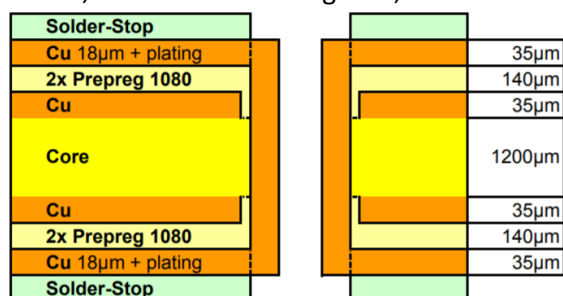 Solder-Stop
Cu 18µm + plating 35µm
2x Prepreg 1080 140µm
Cu 35µm
Core 1200µm
Cu 35µm
2x Prepreg 1080 140µm
Cu 18µm + plating 35µm
Solder-Stop